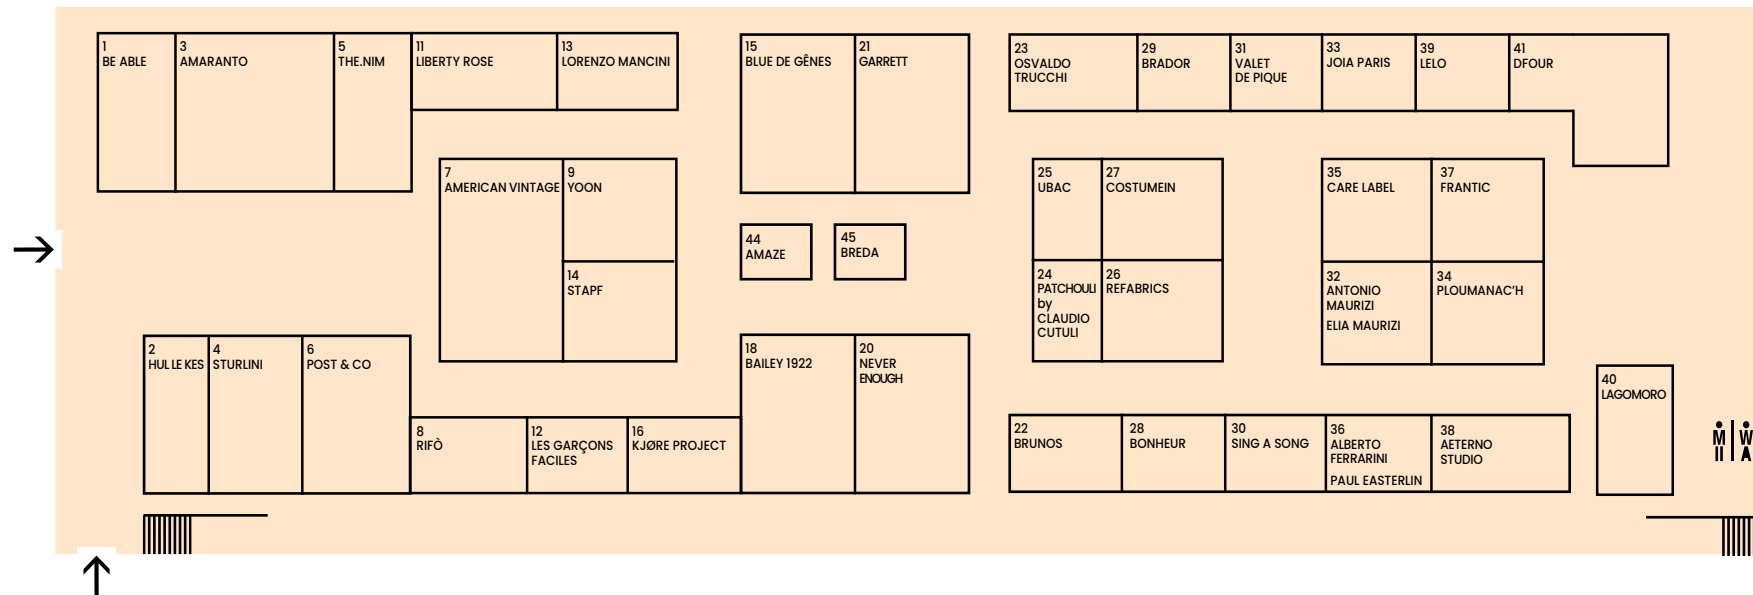 1
BE ABLE
3
AMARANTO
5
THE.NIM
11
LIBERTY ROSE
13
LORENZO MANCINI
15
BLUE DE GÊNES
21
GARRETT
23
OSVALDO
TRUCCHI
29
BRADOR
31
VALET
DE PIQUE
33
JOIA PARIS
39
LELO
41
DFOUR
7
AMERICAN VINTAGE
9
YOON
14
STAPF
44
AMAZE
45
BREDA
25
UBAC
27
COSTUMEIN
24
PATCHOULI
by
CLAUDIO
CUTULI
26
REFABRICS
35
CARE LABEL
37
FRANTIC
32
ANTONIO
MAURIZI
ELIA MAURIZI
34
PLOUMANAC'H
2
HUL LE KES
4
STURLINI
6
POST & CO
8
RIFÒ
12
LES GARÇONS
FACILES
16
KJØRE PROJECT
18
BAILEY 1922
20
NEVER
ENOUGH
22
BRUNOS
28
BONHEUR
30
SING A SONG
36
ALBERTO
FERRARINI
PAUL EASTERLIN
38
AETERNO
STUDIO
40
LAGOMORO
M W